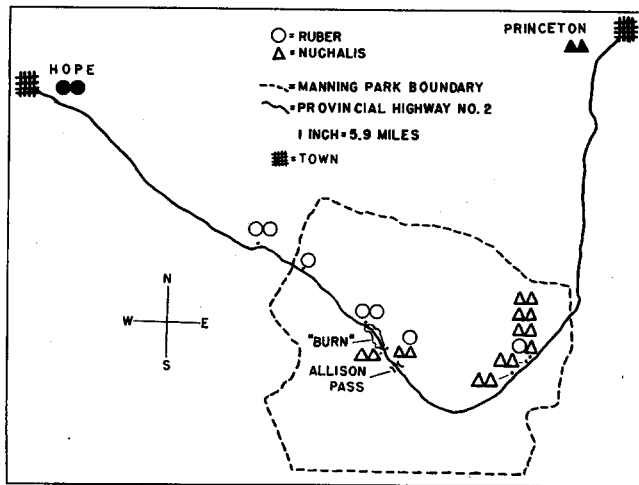 ○ = RUBER
△ = NUCHALIS
PRINCETON
HOPE
= MANNING PARK BOUNDARY
= PROVINCIAL HIGHWAY NO. 2
1 INCH = 5.9 MILES
= TOWN
N
W E
S
"BURN"
ALLISON
PASS